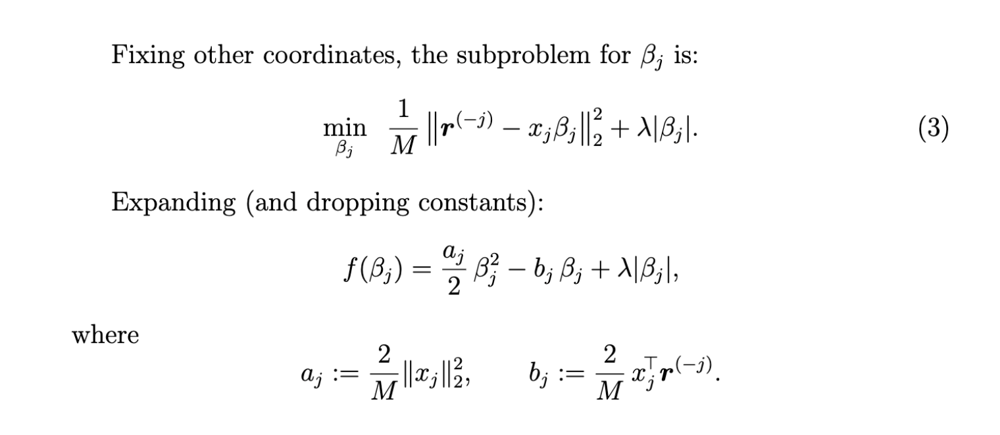 Fixing other coordinates, the subproblem for $\beta_j$ is:
$$\min_{\beta_j} \ \frac{1}{M} \left\| \boldsymbol{r}^{(-j)} - x_j \beta_j \right\|_2^2 + \lambda |\beta_j|. \tag{3}$$
Expanding (and dropping constants):
$$f(\beta_j) = \frac{a_j}{2} \, \beta_j^2 - b_j \, \beta_j + \lambda |\beta_j|,$$
where
$$a_j := \frac{2}{M} \| x_j \|_2^2, \qquad b_j := \frac{2}{M} \, x_j^\top \boldsymbol{r}^{(-j)}.$$